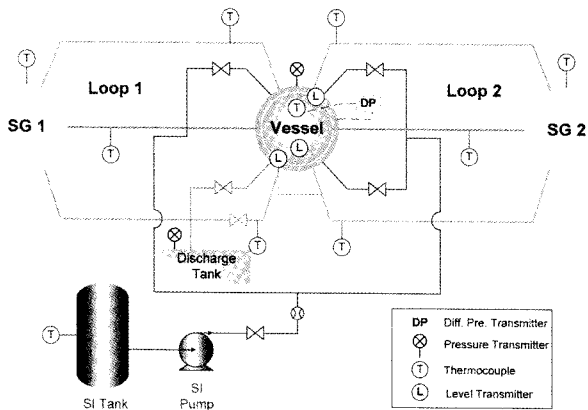 T
T
T
T
Loop 1
L
T
DP
Loop 2
SG 1
Vessel
SG 2
T
L
L
T
T
T
T
Discharge
Tank
T
SI Tank
SI
Pump
DP Diff. Pre. Transmitter
Pressure Transmitter
T Thermocouple
L Level Transmitter